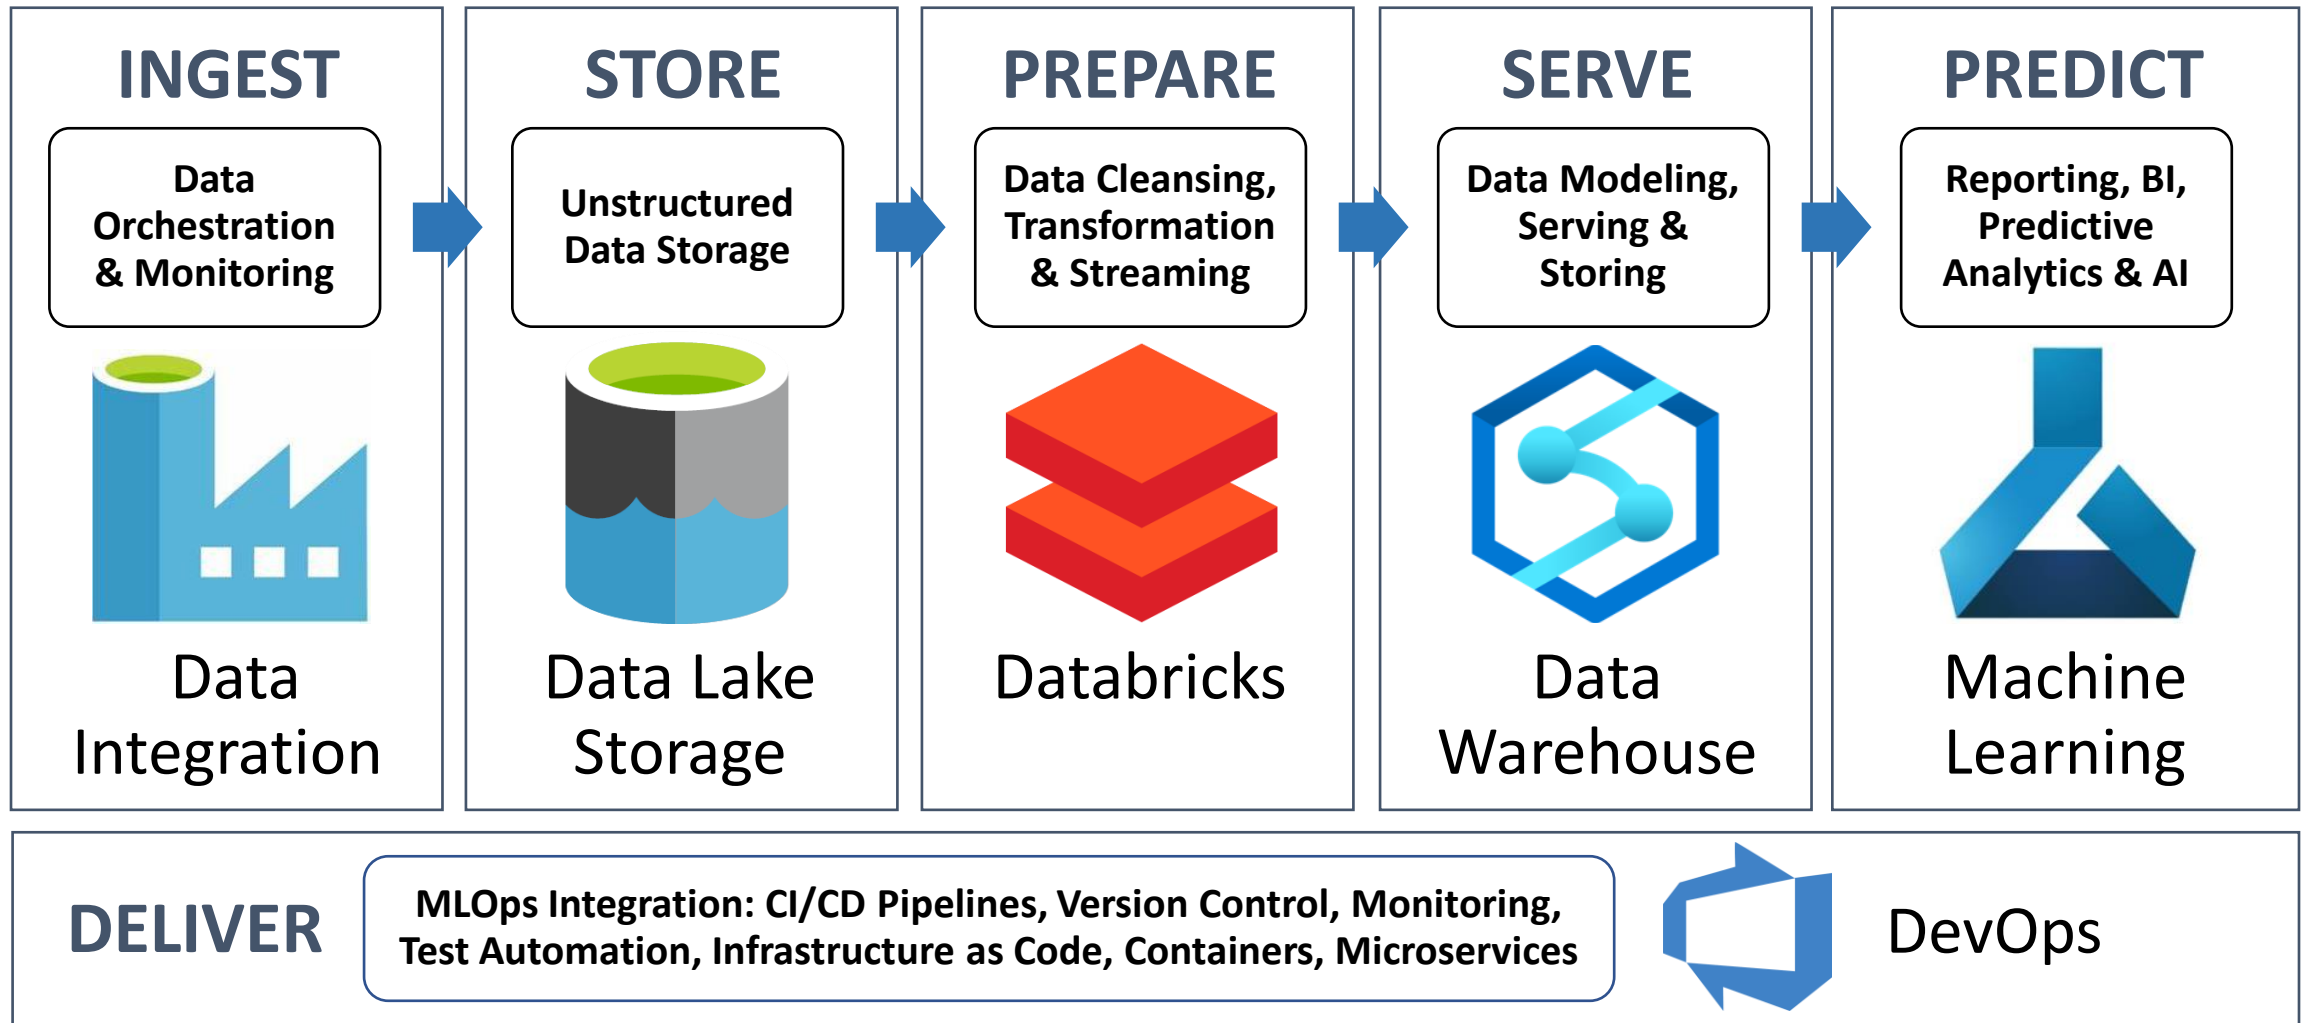 INGEST
Data
Orchestration
& Monitoring
Data
Integration
STORE
Unstructured
Data Storage
Data Lake
Storage
PREPARE
Data Cleansing,
Transformation
& Streaming
Databricks
SERVE
Data Modeling,
Serving &
Storing
Data
Warehouse
PREDICT
Reporting, BI,
Predictive
Analytics & AI
Machine
Learning
DELIVER
MLOps Integration: CI/CD Pipelines, Version Control, Monitoring,
Test Automation, Infrastructure as Code, Containers, Microservices
DevOps